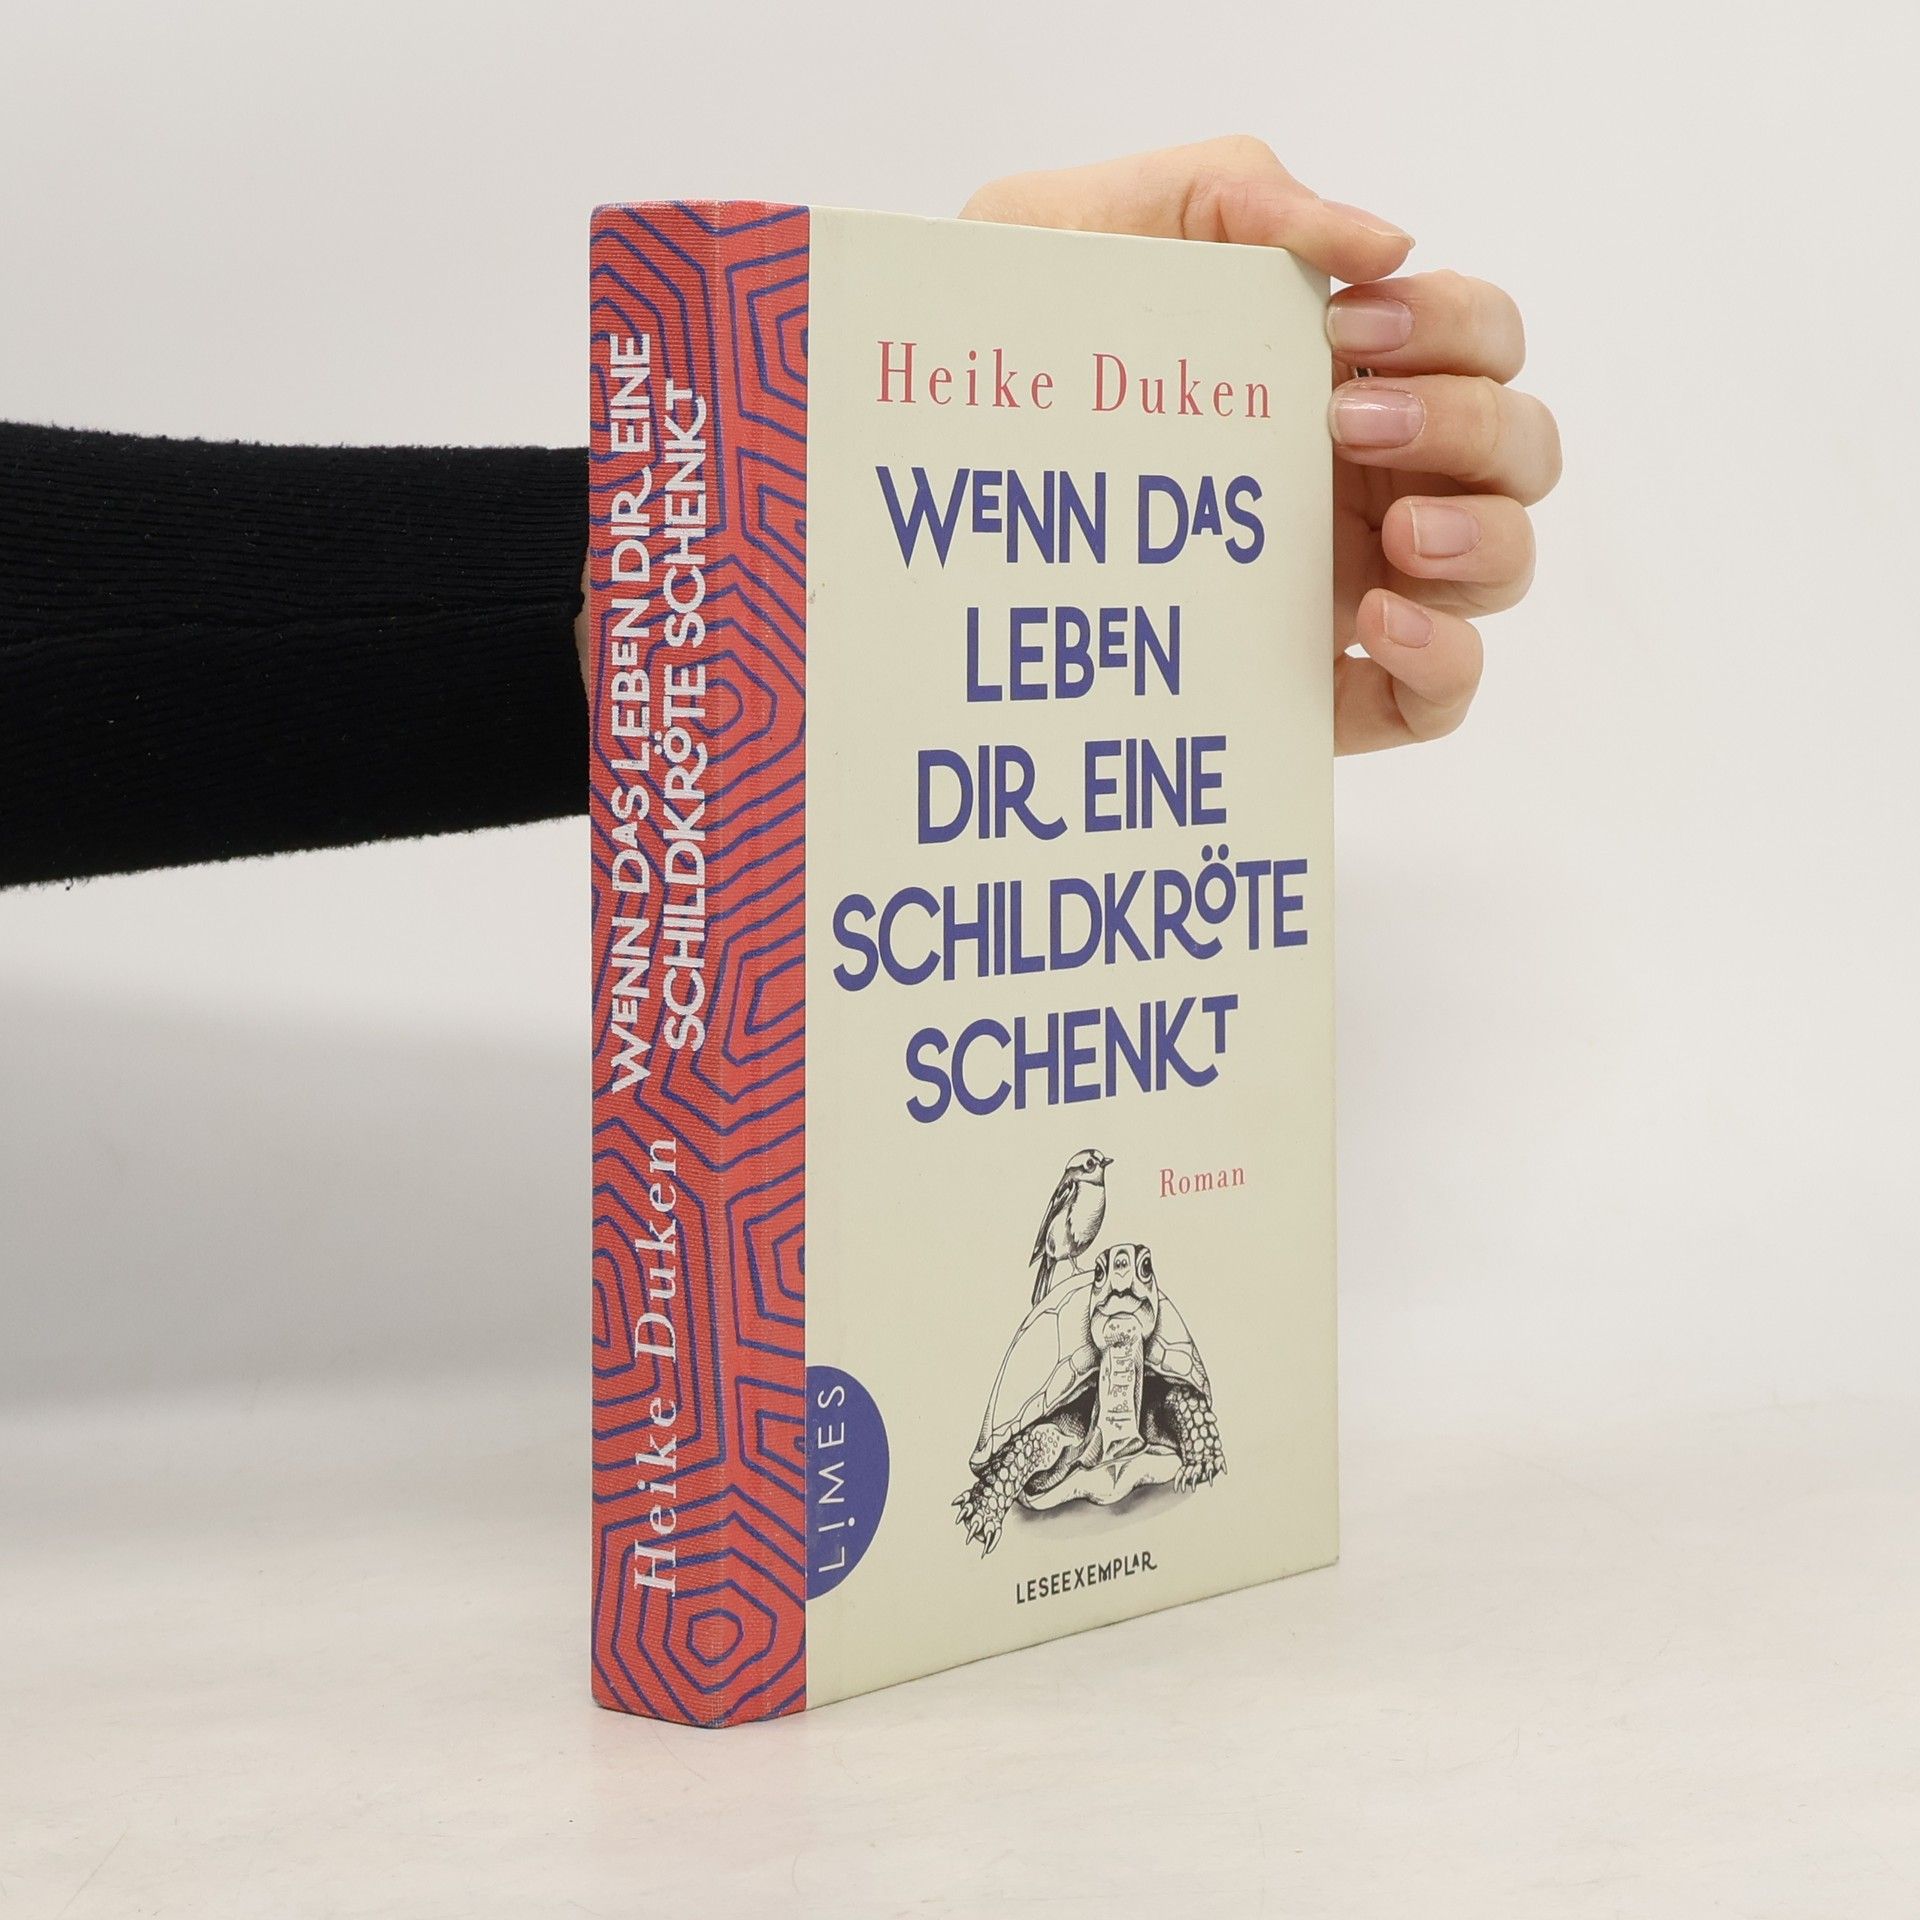 WENN DAS LEBEN DIR EINE
SCHILDKRÖTE SCHENKT
Heike Duken
Heike Duken
WENN DAS
LEBEN
DIR EINE
SCHILDKRÖTE
SCHENKT
Roman
LIMES
LESEEXEMPLAR